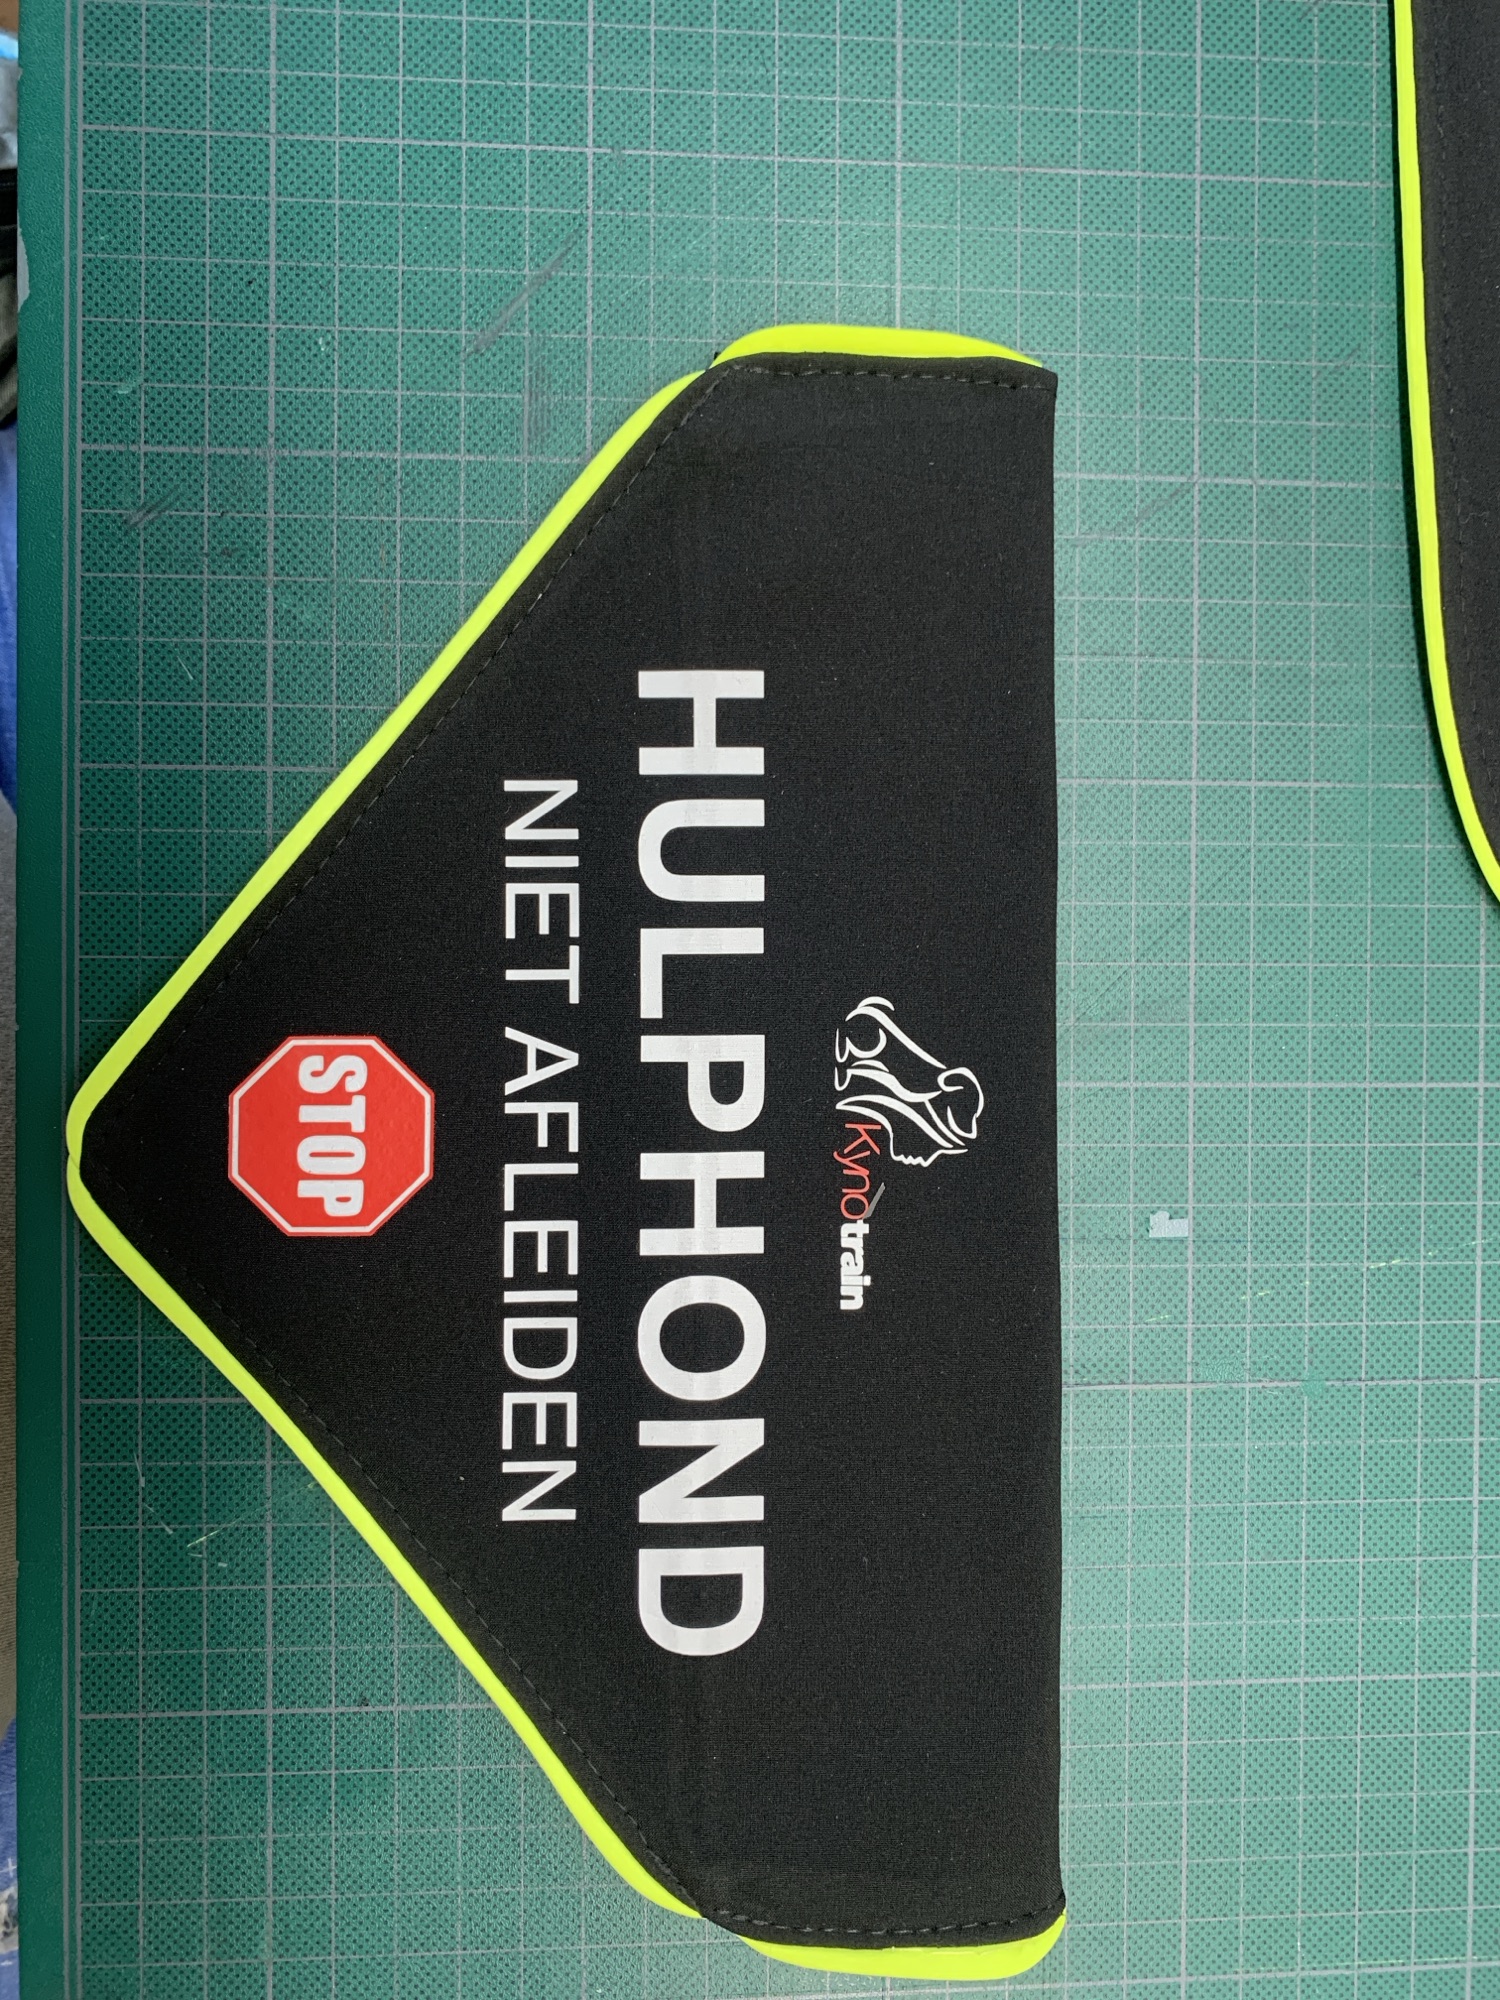 Kynotrain
HULPHOND
NIET AFLEIDEN
STOP